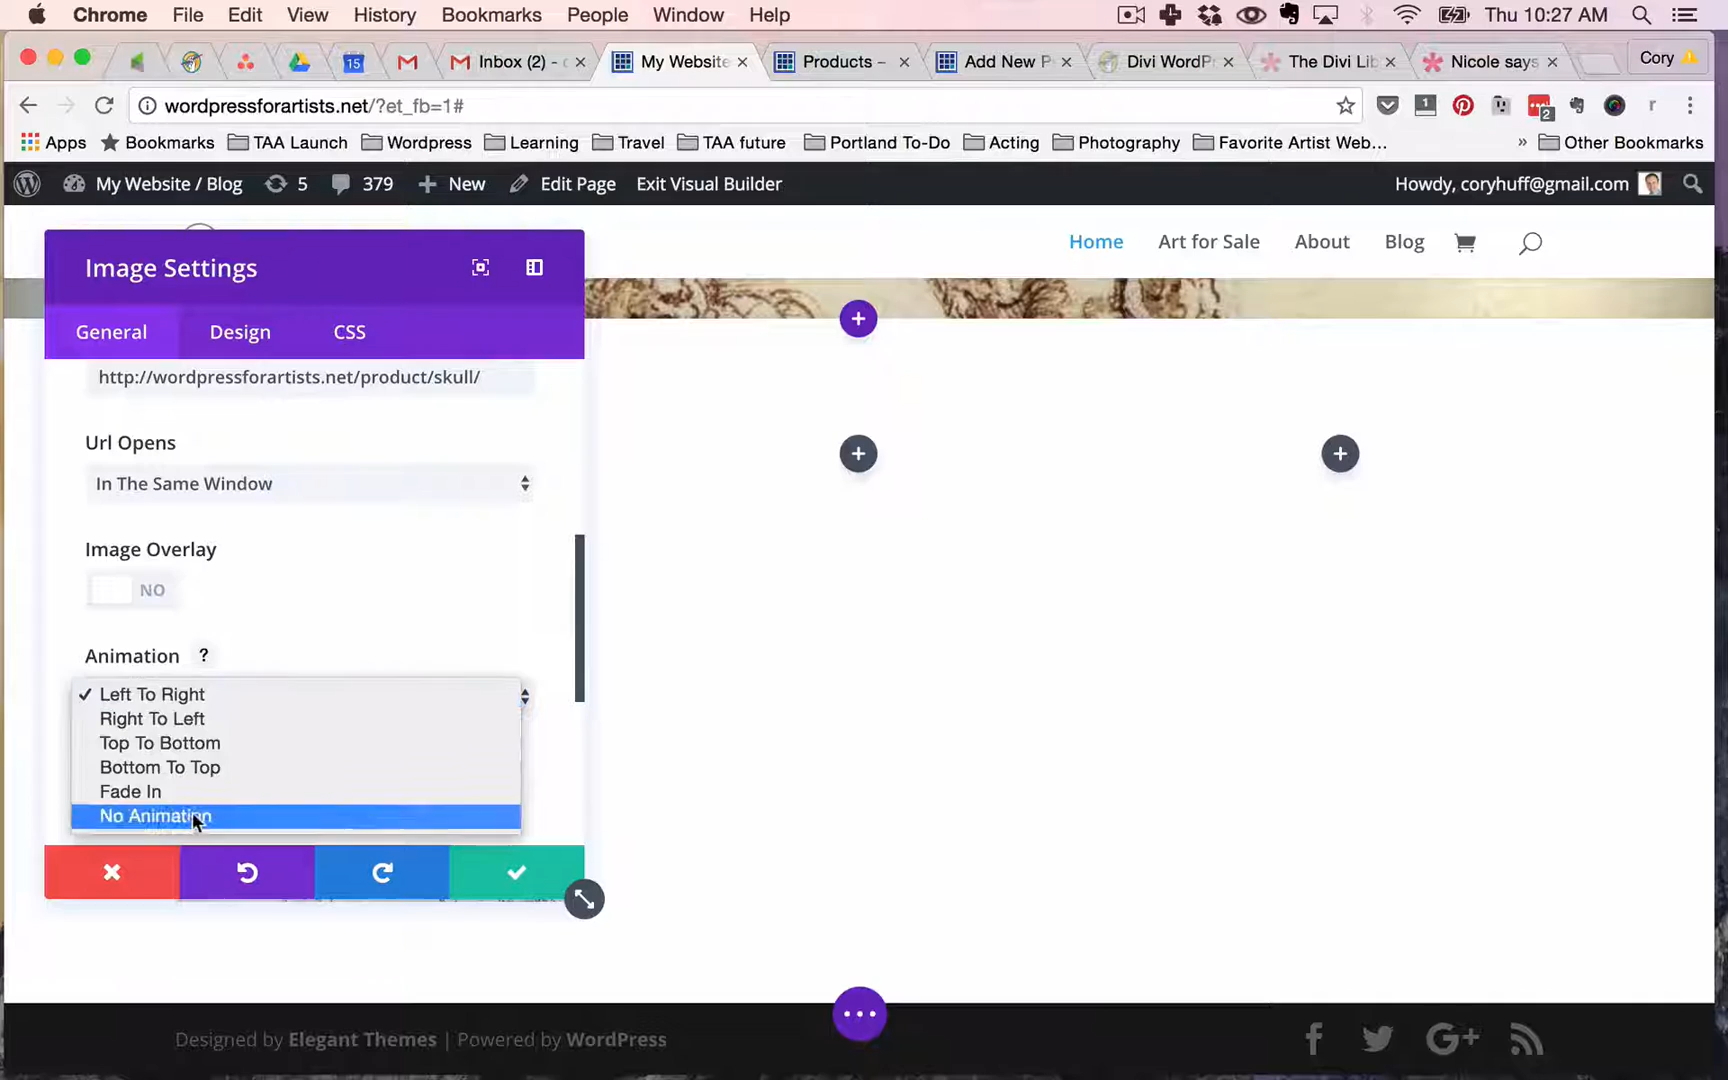 Chrome File Edit View History Bookmarks People Window Help Thu 10:27 AM
15 Inbox (2) - My Website Products – Add New P Divi WordP The Divi Lib Nicole says Cory
wordpressforartists.net/?et_fb=1# 1 2 r
Apps Bookmarks TAA Launch Wordpress Learning Travel TAA future Portland To-Do Acting Photography Favorite Artist Web... » Other Bookmarks
My Website / Blog 5 379 New Edit Page Exit Visual Builder Howdy, coryhuff@gmail.com
Home Art for Sale About Blog
Image Settings
General Design CSS
http://wordpressforartists.net/product/skull/
Url Opens
In The Same Window
Image Overlay
NO
Animation ?
✓ Left To Right
Right To Left
Top To Bottom
Bottom To Top
Fade In
No Animation
Designed by Elegant Themes | Powered by WordPress